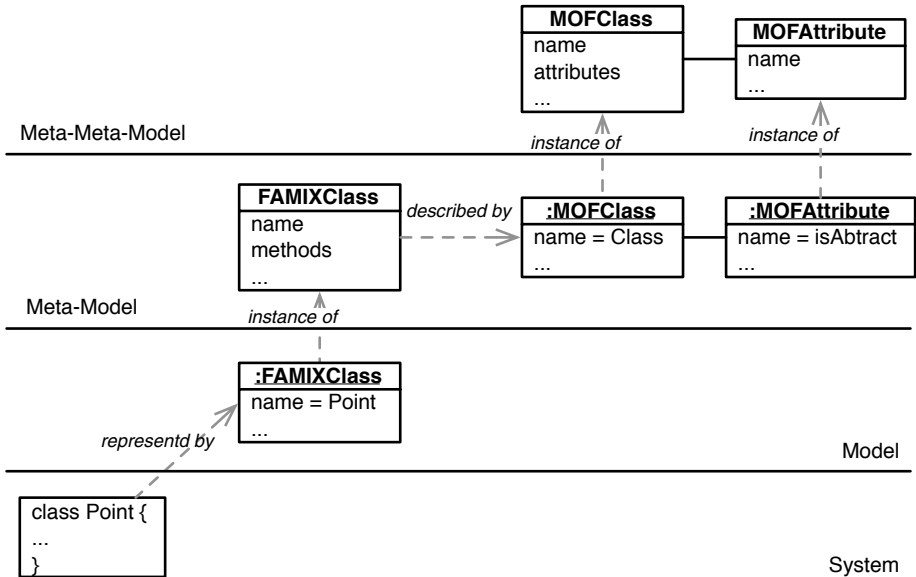 MOFClass
name
attributes
...
MOFAttribute
name
...
Meta-Meta-Model
instance of
instance of
FAMIXClass
name
methods
...
described by
:MOFClass
name = Class
...
:MOFAttribute
name = isAbtract
...
Meta-Model
instance of
:FAMIXClass
name = Point
...
representd by
Model
class Point {
...
}
System